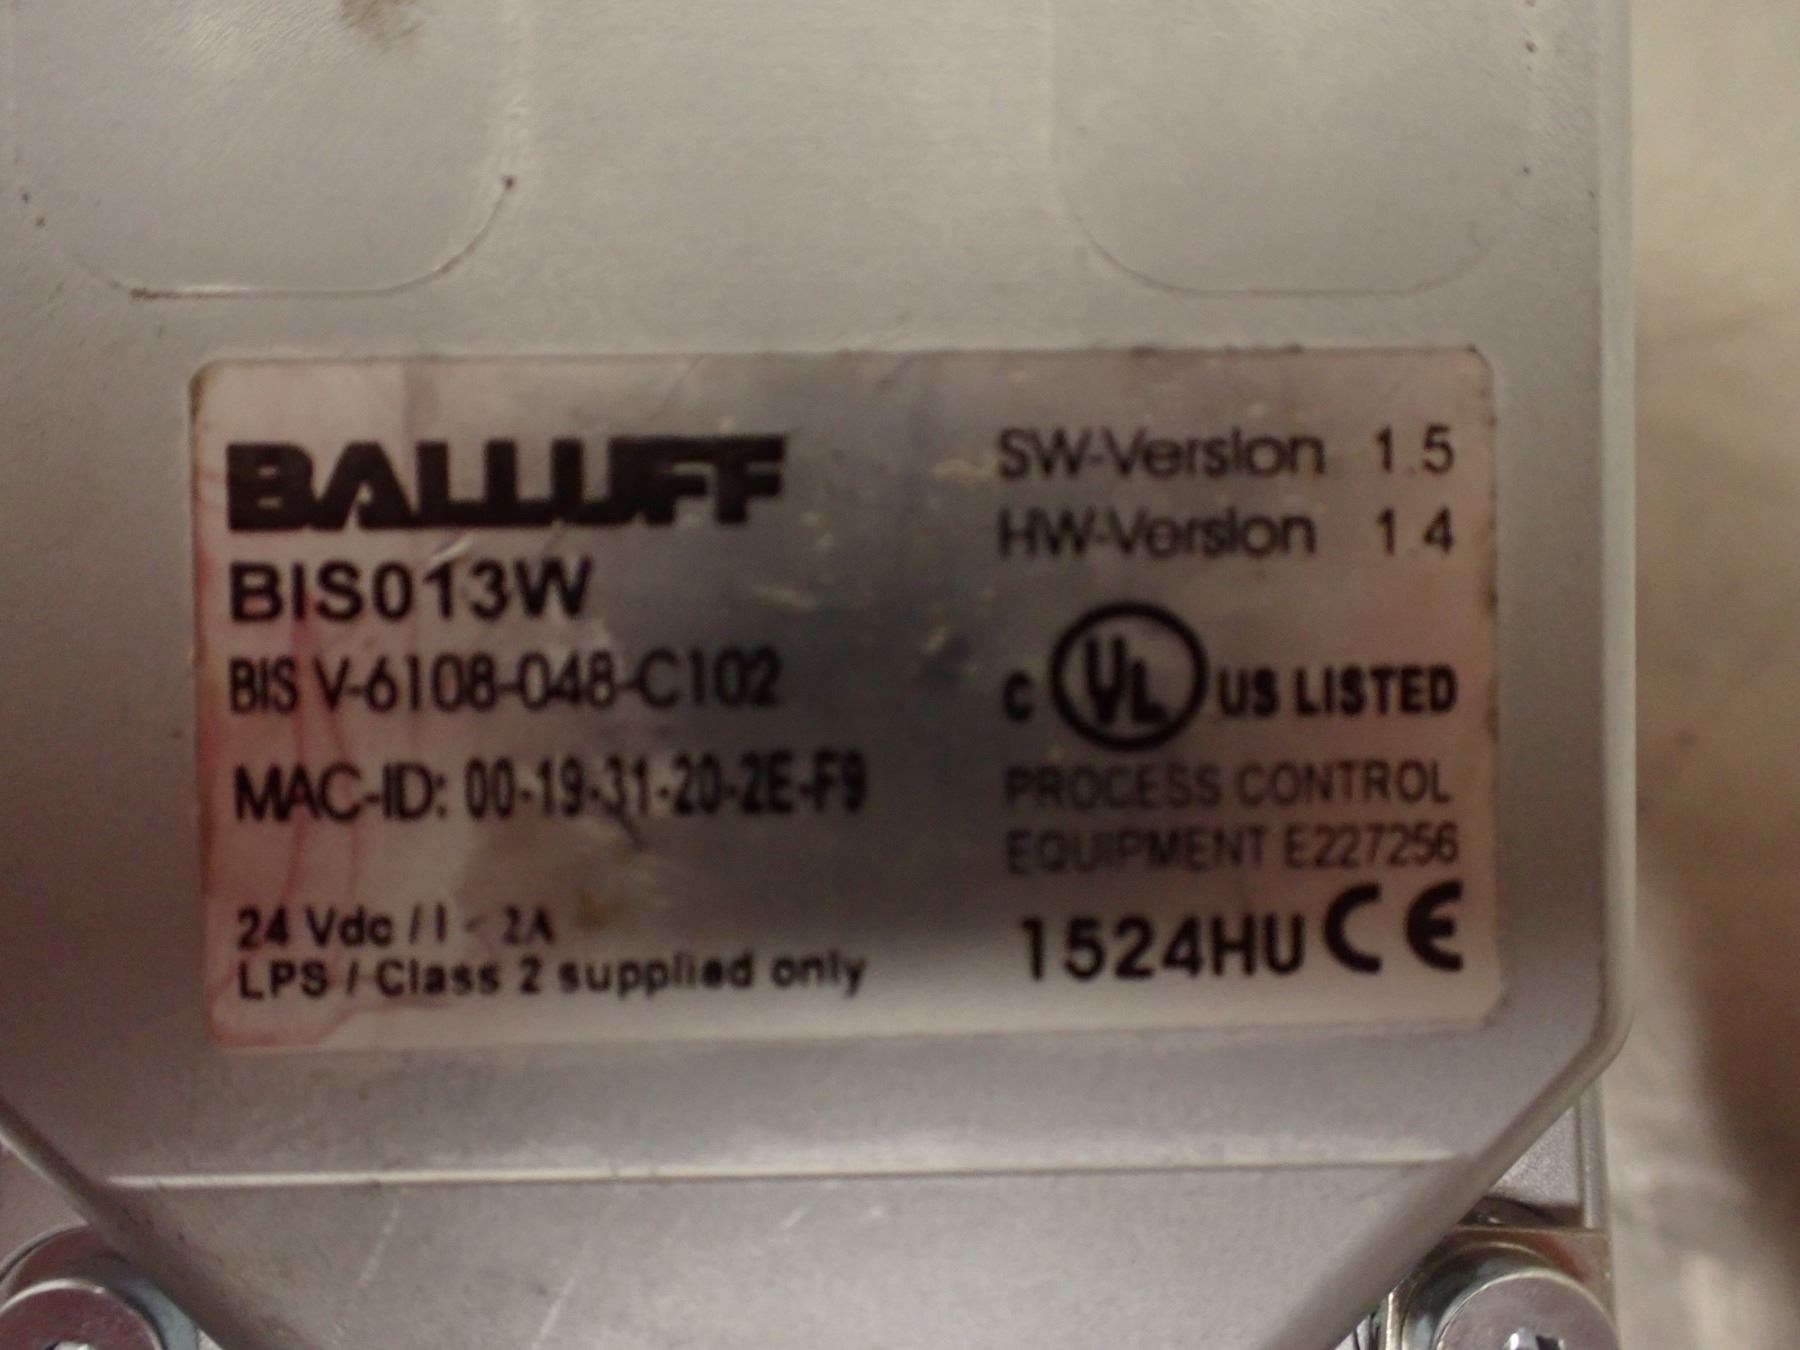 BALLUFF
BIS013W
BIS V-6108-048-C102
MAC-ID: 00-19-31-20-2E-F9
24 Vdc / I < 2A
LPS / Class 2 supplied only
SW-Version 1.5
HW-Version 1.4
C UL US LISTED
PROCESS CONTROL
EQUIPMENT E227256
1524HU CE